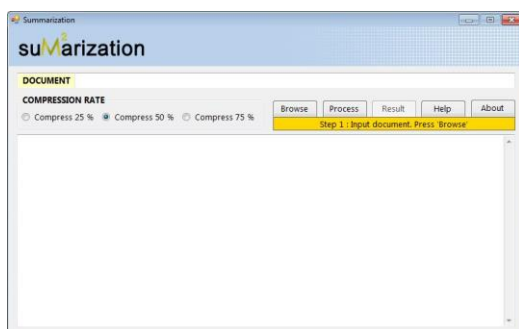 Summarization
suM2arization
DOCUMENT
COMPRESSION RATE
Compress 25 % Compress 50 % Compress 75 %
Browse Process Result Help About
Step 1 : Input document. Press 'Browse'